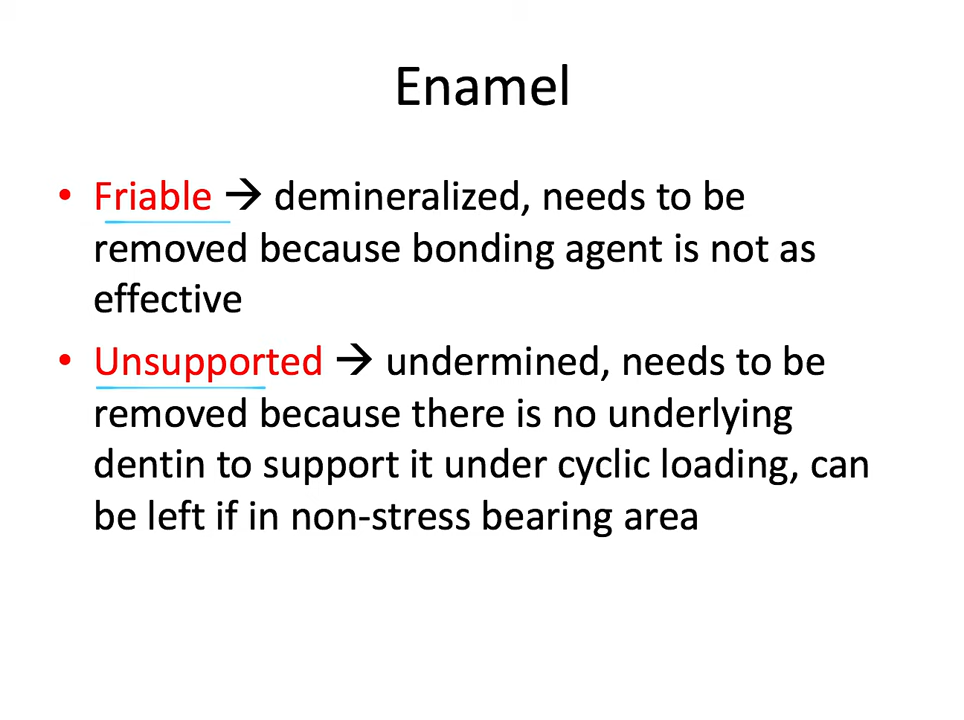 Enamel
• Friable → demineralized, needs to be
removed because bonding agent is not as
effective
• Unsupported → undermined, needs to be
removed because there is no underlying
dentin to support it under cyclic loading, can
be left if in non-stress bearing area